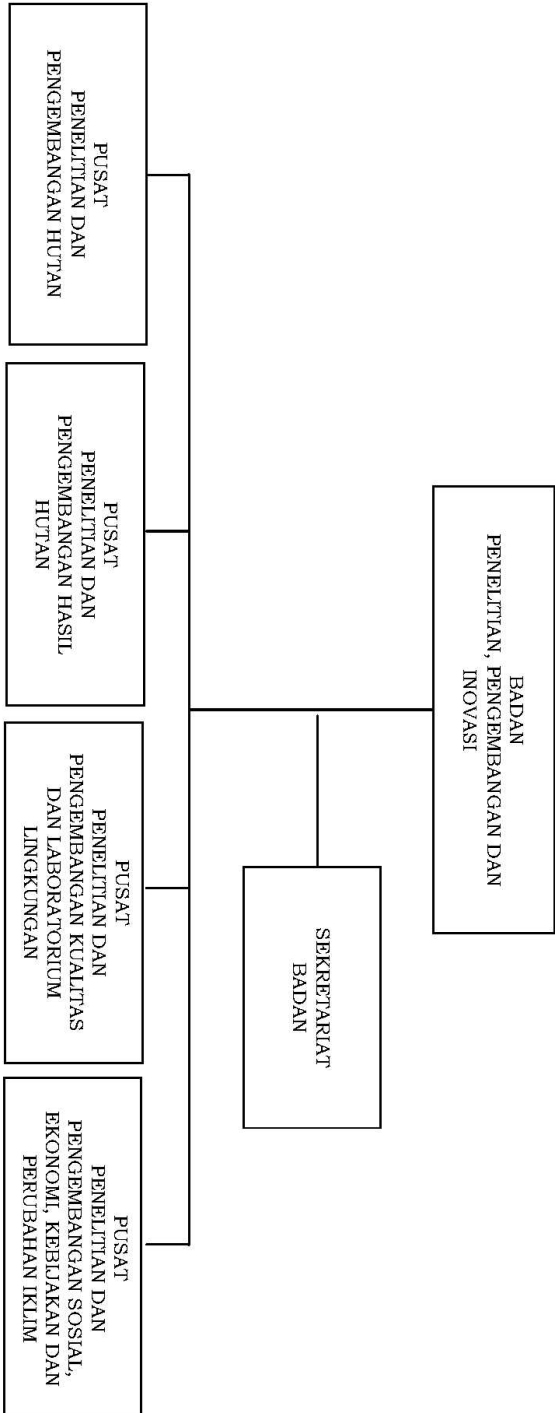 BADAN
PENELITIAN, PENGEMBANGAN DAN
INOVASI
SEKRETARIAT
BADAN
PUSAT
PENELITIAN DAN
PENGEMBANGAN HUTAN
PUSAT
PENELITIAN DAN
PENGEMBANGAN HASIL
HUTAN
PUSAT
PENELITIAN DAN
PENGEMBANGAN KUALITAS
DAN LABORATORIUM
LINGKUNGAN
PUSAT
PENELITIAN DAN
PENGEMBANGAN SOSIAL,
EKONOMI, KEBIJAKAN DAN
PERUBAHAN IKLIM